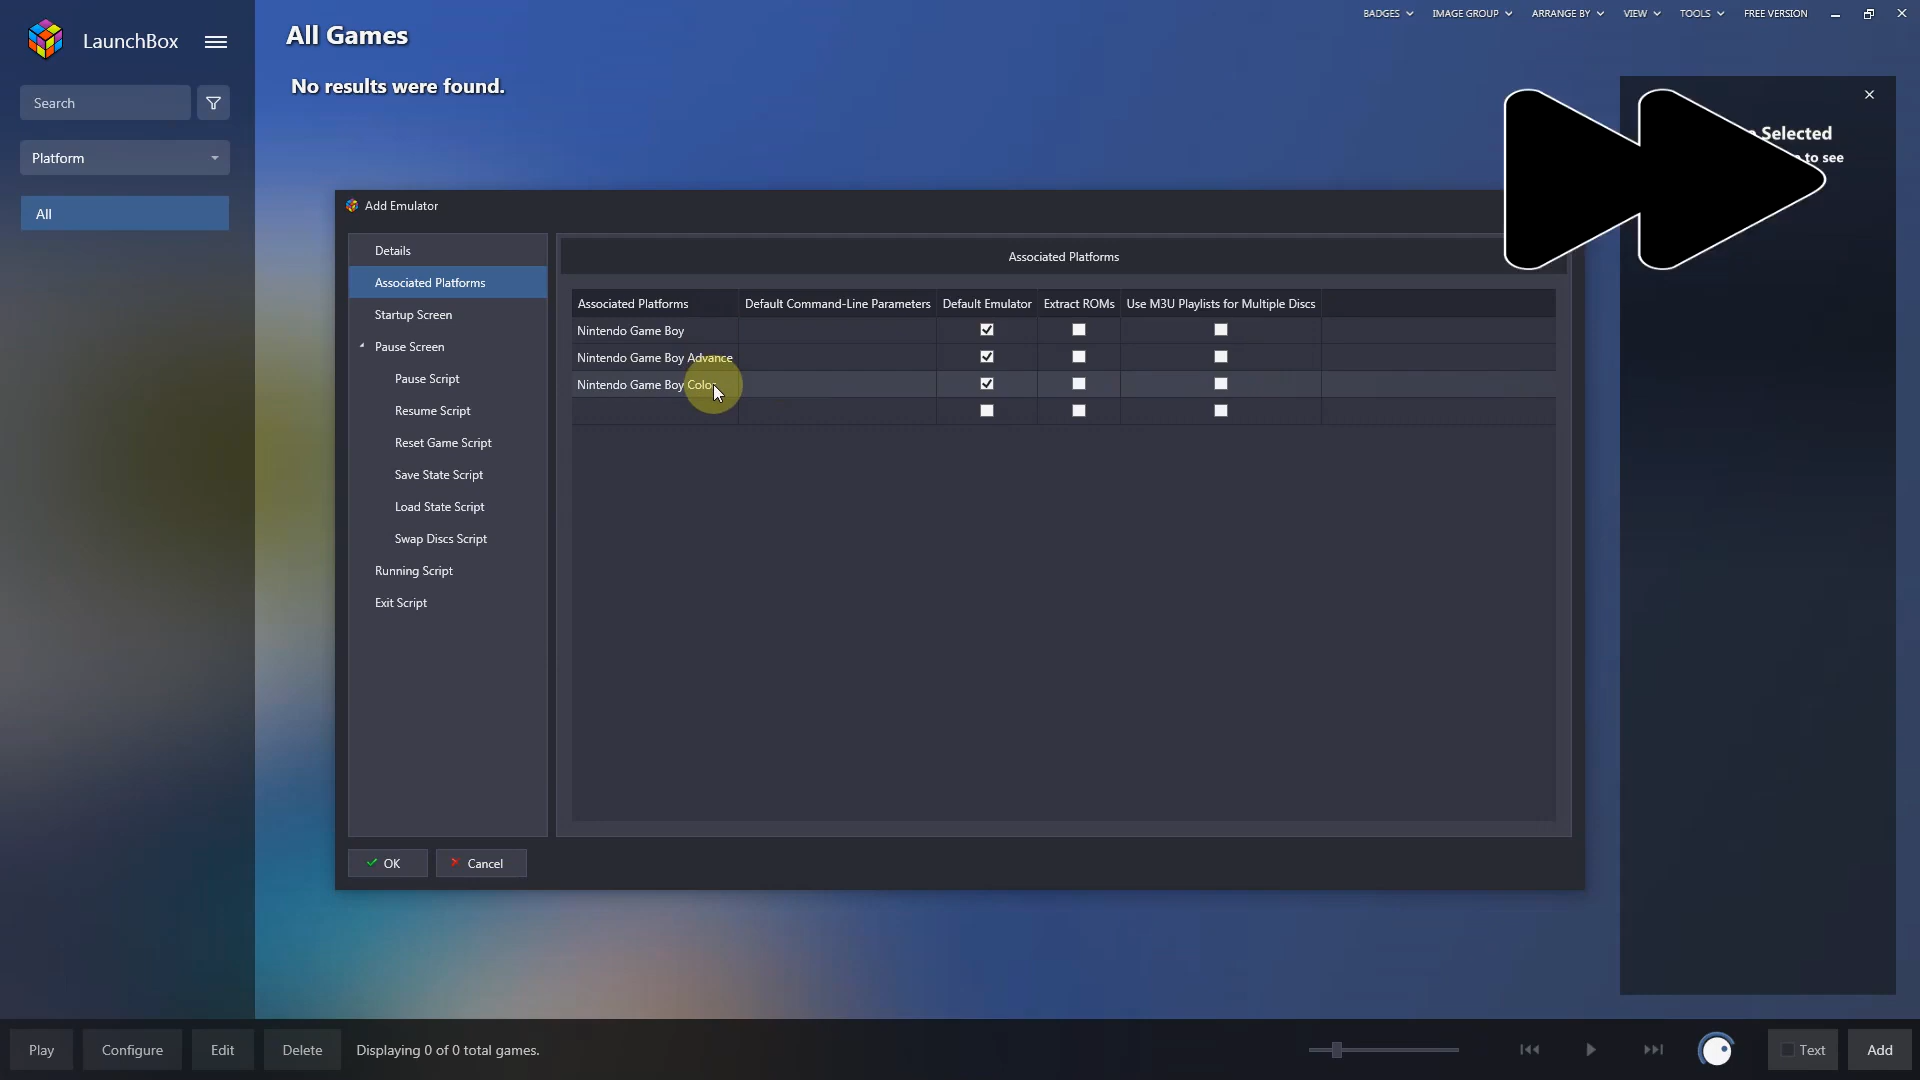 LaunchBox
Search
Platform
All
All Games
No results were found.
BADGES
IMAGE GROUP
ARRANGE BY
VIEW
TOOLS
FREE VERSION
Selected
to see
Add Emulator
Details
Associated Platforms
Startup Screen
Pause Screen
Pause Script
Resume Script
Reset Game Script
Save State Script
Load State Script
Swap Discs Script
Running Script
Exit Script
Associated Platforms
Associated Platforms Default Command-Line Parameters Default Emulator Extract ROMs Use M3U Playlists for Multiple Discs
Nintendo Game Boy
Nintendo Game Boy Advance
Nintendo Game Boy Color
OK
Cancel
Play
Configure
Edit
Delete
Displaying 0 of 0 total games.
Text
Add